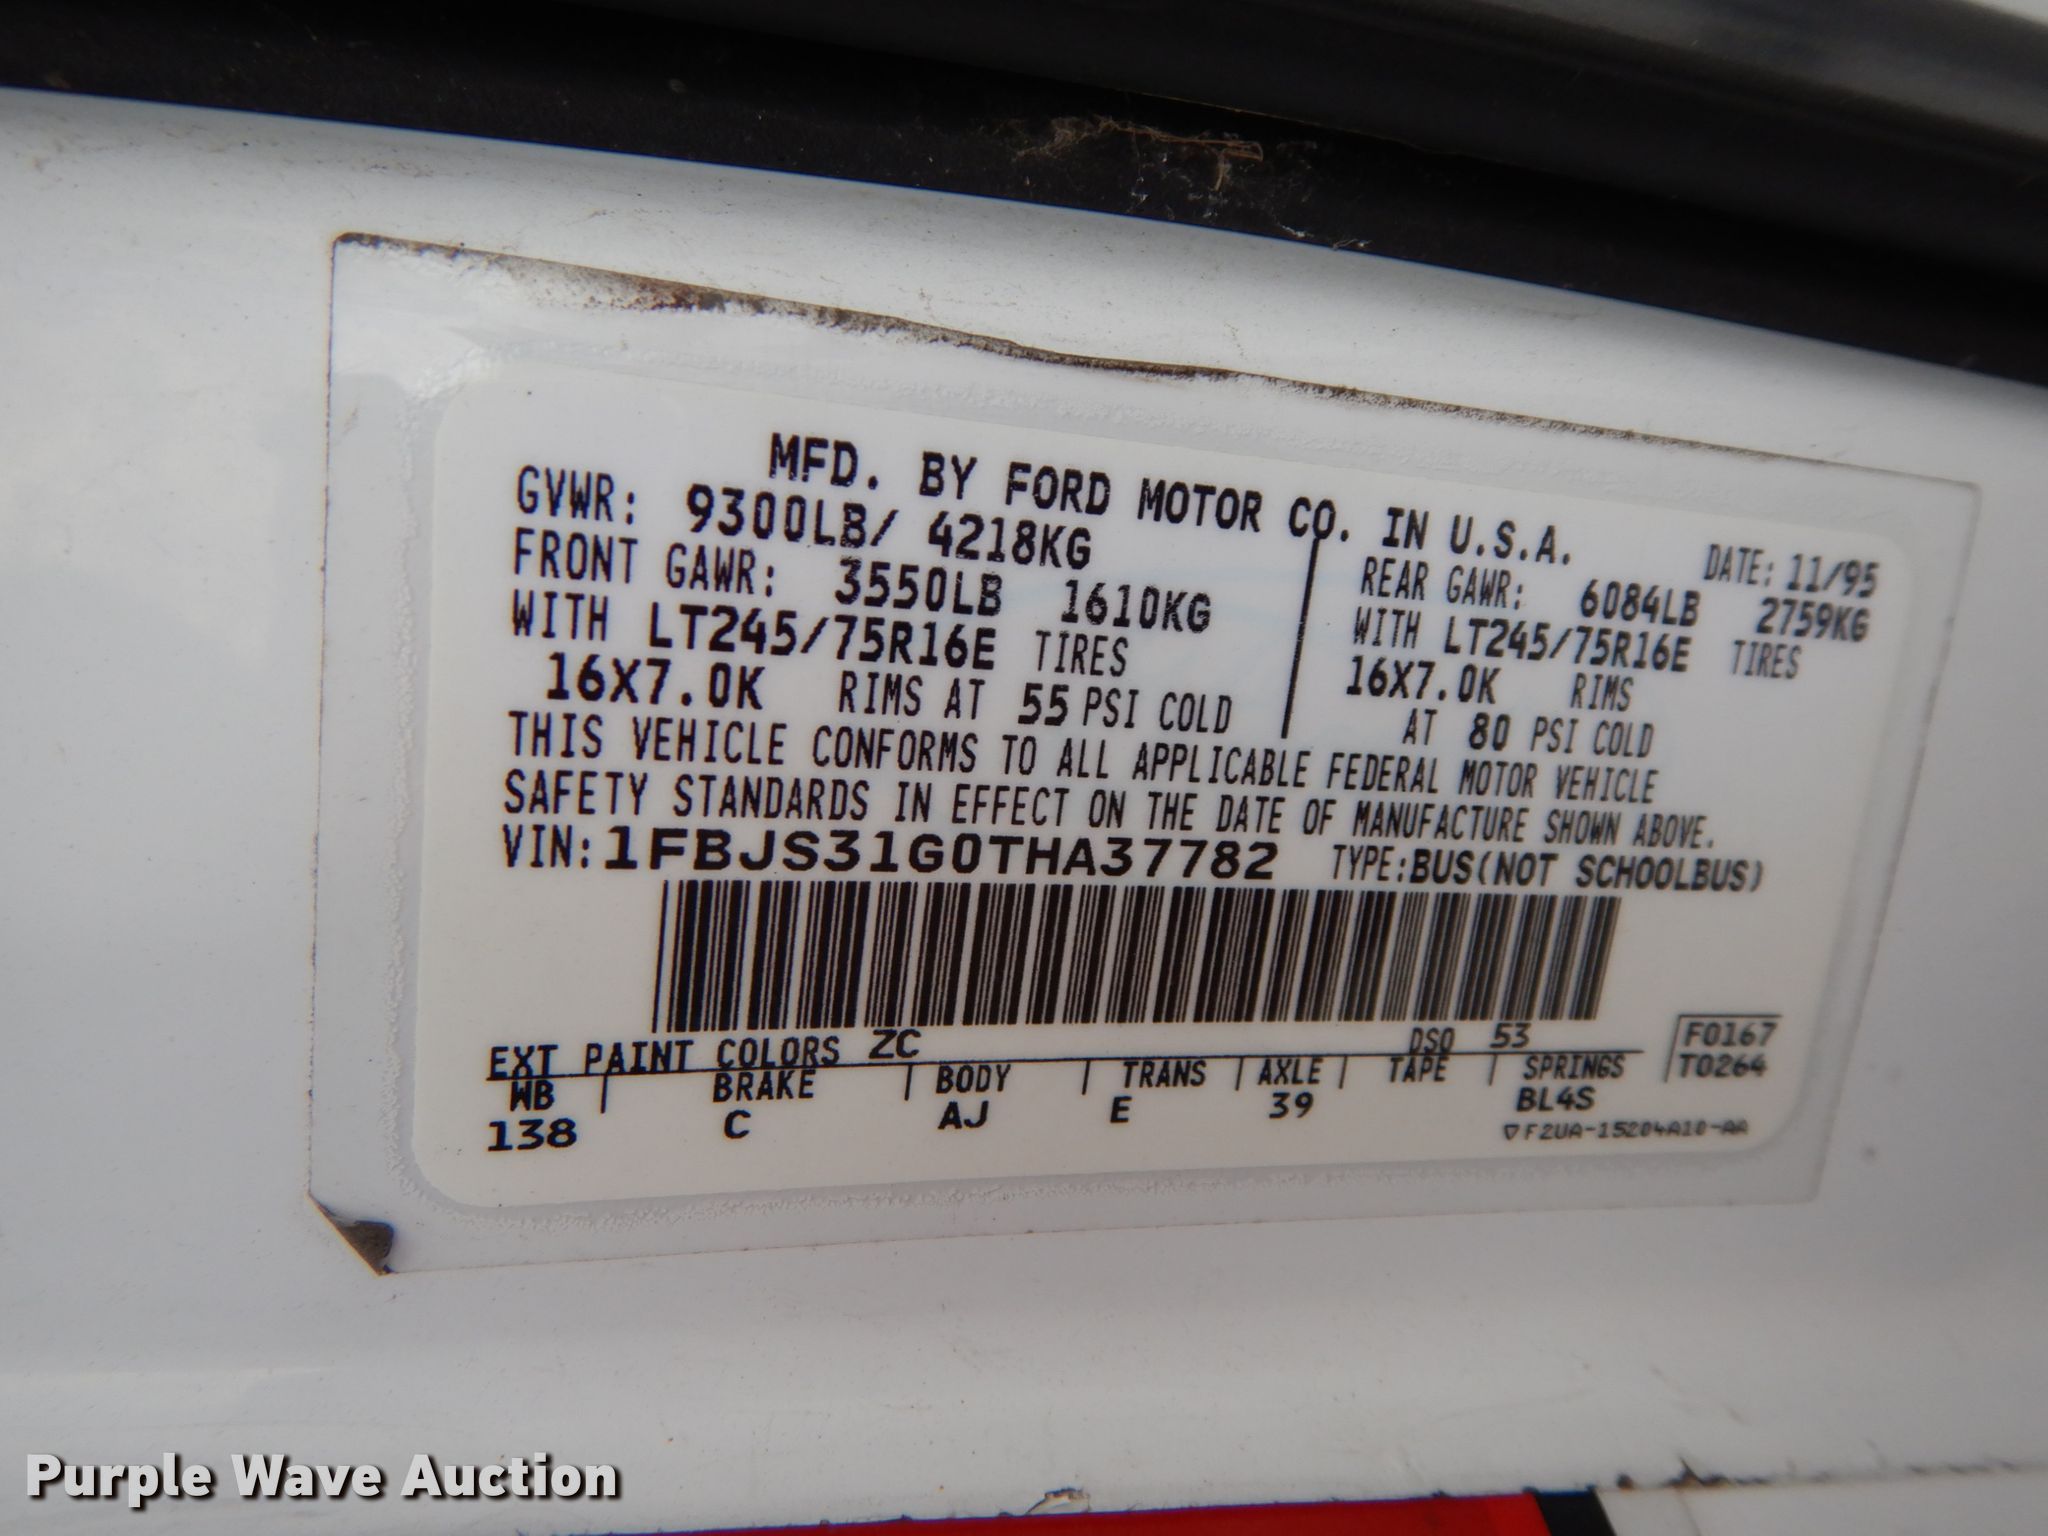 MFD. BY FORD MOTOR CO. IN U.S.A.
GVWR: 9300LB/ 4218KG
DATE: 11/95
FRONT GAWR: 3550LB 1610KG
WITH LT245/75R16E TIRES
16X7.0K RIMS AT 55 PSI COLD
REAR GAWR: 6084LB 2759KG
WITH LT245/75R16E TIRES
16X7.0K RIMS
AT 80 PSI COLD
THIS VEHICLE CONFORMS TO ALL APPLICABLE FEDERAL MOTOR VEHICLE
SAFETY STANDARDS IN EFFECT ON THE DATE OF MANUFACTURE SHOWN ABOVE.
VIN: 1FBJS31G0THA37782 TYPE: BUS(NOT SCHOOLBUS)
EXT PAINT COLORS ZC DSO 53
F0167
T0264
WB BRAKE BODY TRANS AXLE TAPE SPRINGS
138 C AJ E 39 BL4S
F2UA-15204A10-AA
Purple Wave Auction